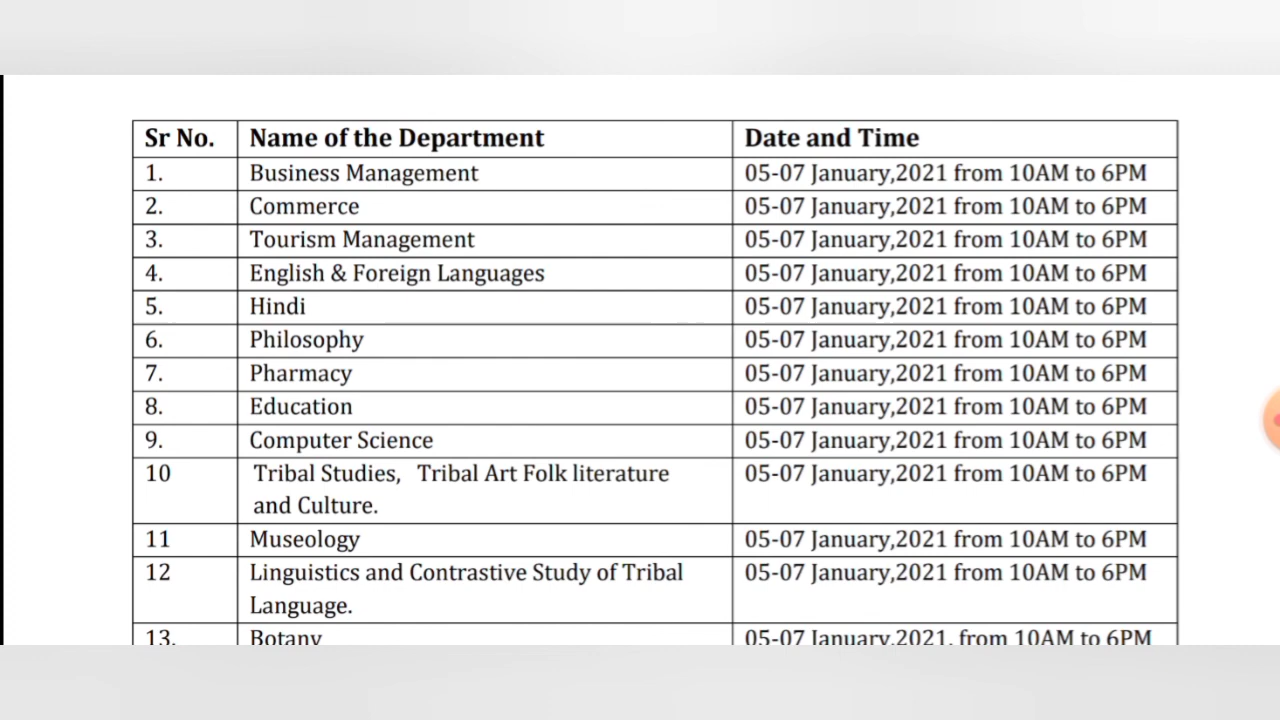 Sr No. Name of the Department Date and Time
1. Business Management 05-07 January,2021 from 10AM to 6PM
2. Commerce 05-07 January,2021 from 10AM to 6PM
3. Tourism Management 05-07 January,2021 from 10AM to 6PM
4. English & Foreign Languages 05-07 January,2021 from 10AM to 6PM
5. Hindi 05-07 January,2021 from 10AM to 6PM
6. Philosophy 05-07 January,2021 from 10AM to 6PM
7. Pharmacy 05-07 January,2021 from 10AM to 6PM
8. Education 05-07 January,2021 from 10AM to 6PM
9. Computer Science 05-07 January,2021 from 10AM to 6PM
10 Tribal Studies, Tribal Art Folk literature 05-07 January,2021 from 10AM to 6PM
and Culture.
11 Museology 05-07 January,2021 from 10AM to 6PM
12 Linguistics and Contrastive Study of Tribal 05-07 January,2021 from 10AM to 6PM
Language.
13. Botany 05-07 January,2021, from 10AM to 6PM